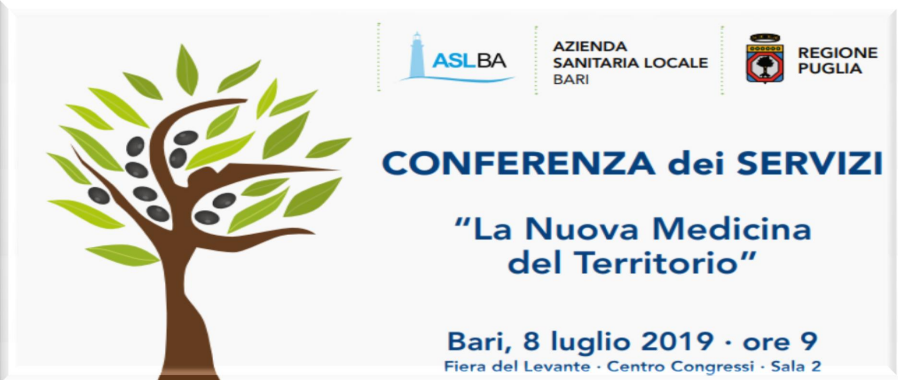 ASLBA
AZIENDA
SANITARIA LOCALE
BARI
REGIONE
PUGLIA
CONFERENZA dei SERVIZI
“La Nuova Medicina
del Territorio”
Bari, 8 luglio 2019 · ore 9
Fiera del Levante · Centro Congressi · Sala 2